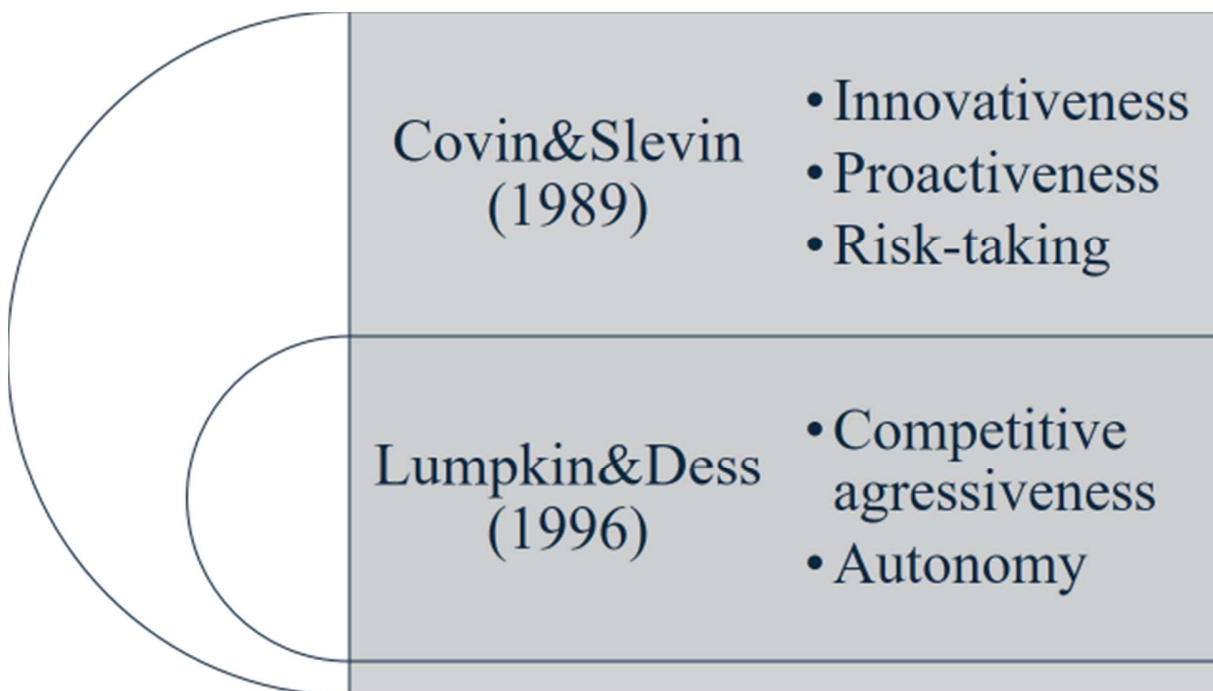 Covin&Slevin
(1989)
• Innovativeness
• Proactiveness
• Risk-taking
Lumpkin&Dess
(1996)
• Competitive
agressiveness
• Autonomy